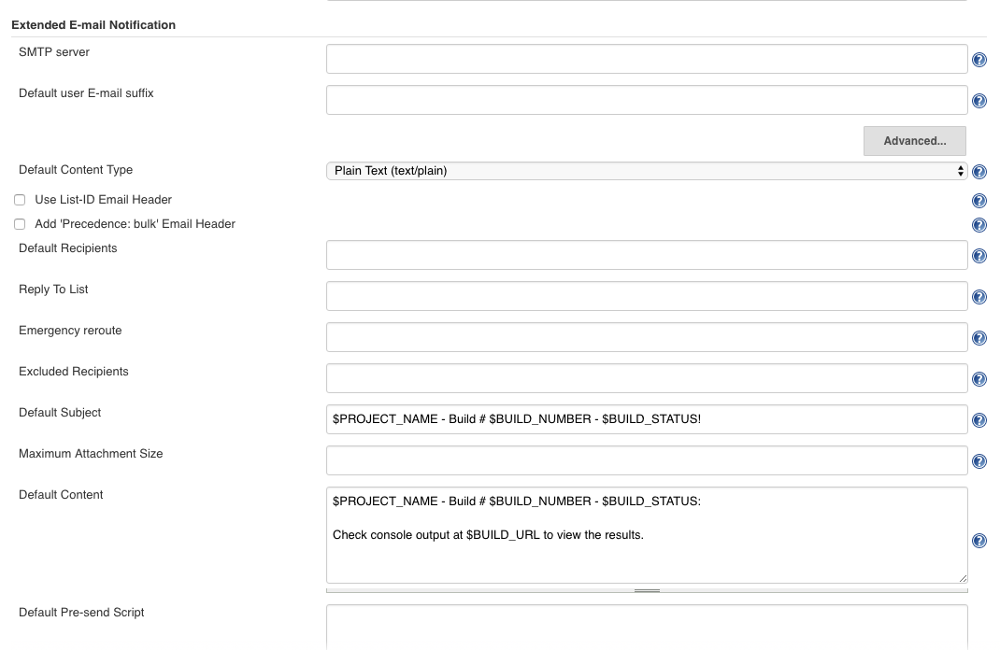 Extended E-mail Notification
SMTP server
?
Default user E-mail suffix
?
Advanced...
Default Content Type
Plain Text (text/plain)
?
Use List-ID Email Header
?
Add 'Precedence: bulk' Email Header
?
Default Recipients
?
Reply To List
?
Emergency reroute
?
Excluded Recipients
?
Default Subject
$PROJECT_NAME - Build # $BUILD_NUMBER - $BUILD_STATUS!
?
Maximum Attachment Size
?
Default Content
$PROJECT_NAME - Build # $BUILD_NUMBER - $BUILD_STATUS:
Check console output at $BUILD_URL to view the results.
?
Default Pre-send Script